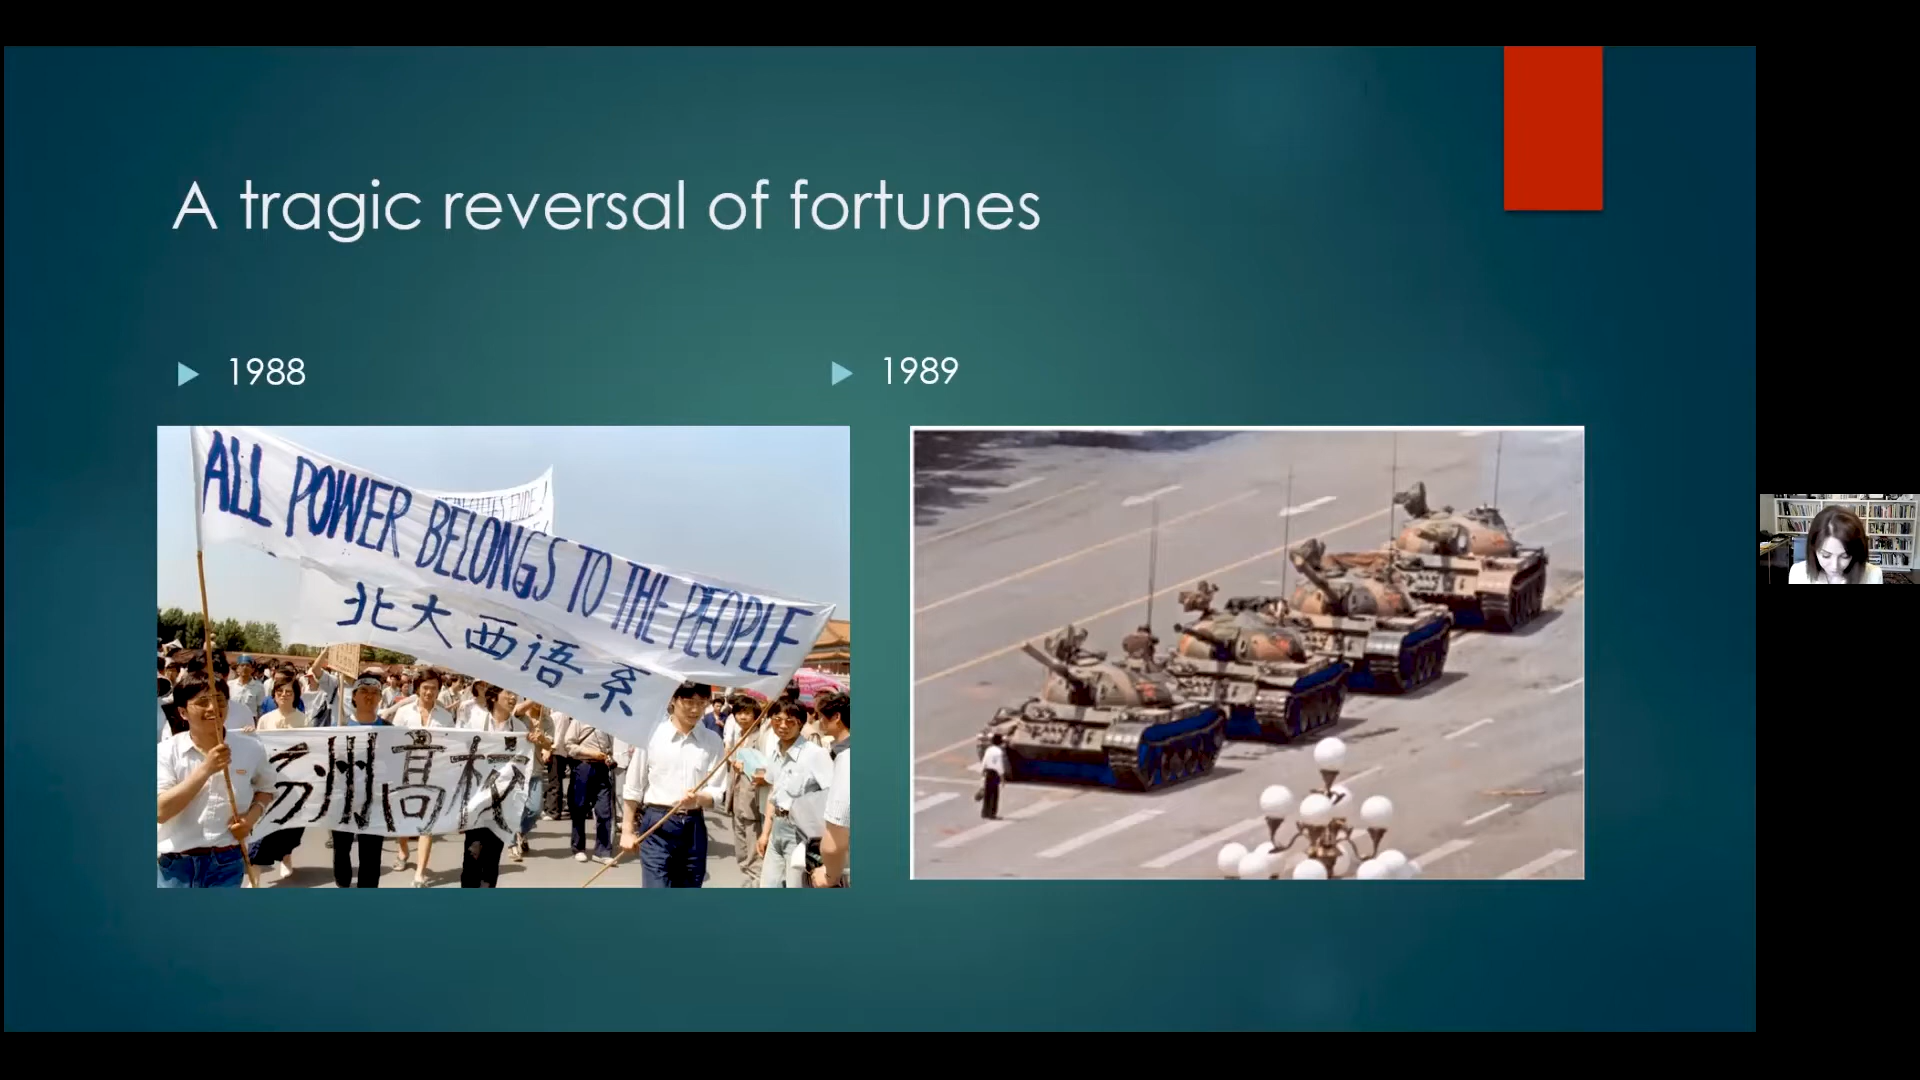 A tragic reversal of fortunes
1988
1989
ALL POWER BELONGS TO THE PEOPLE
北大西语系
洲高校